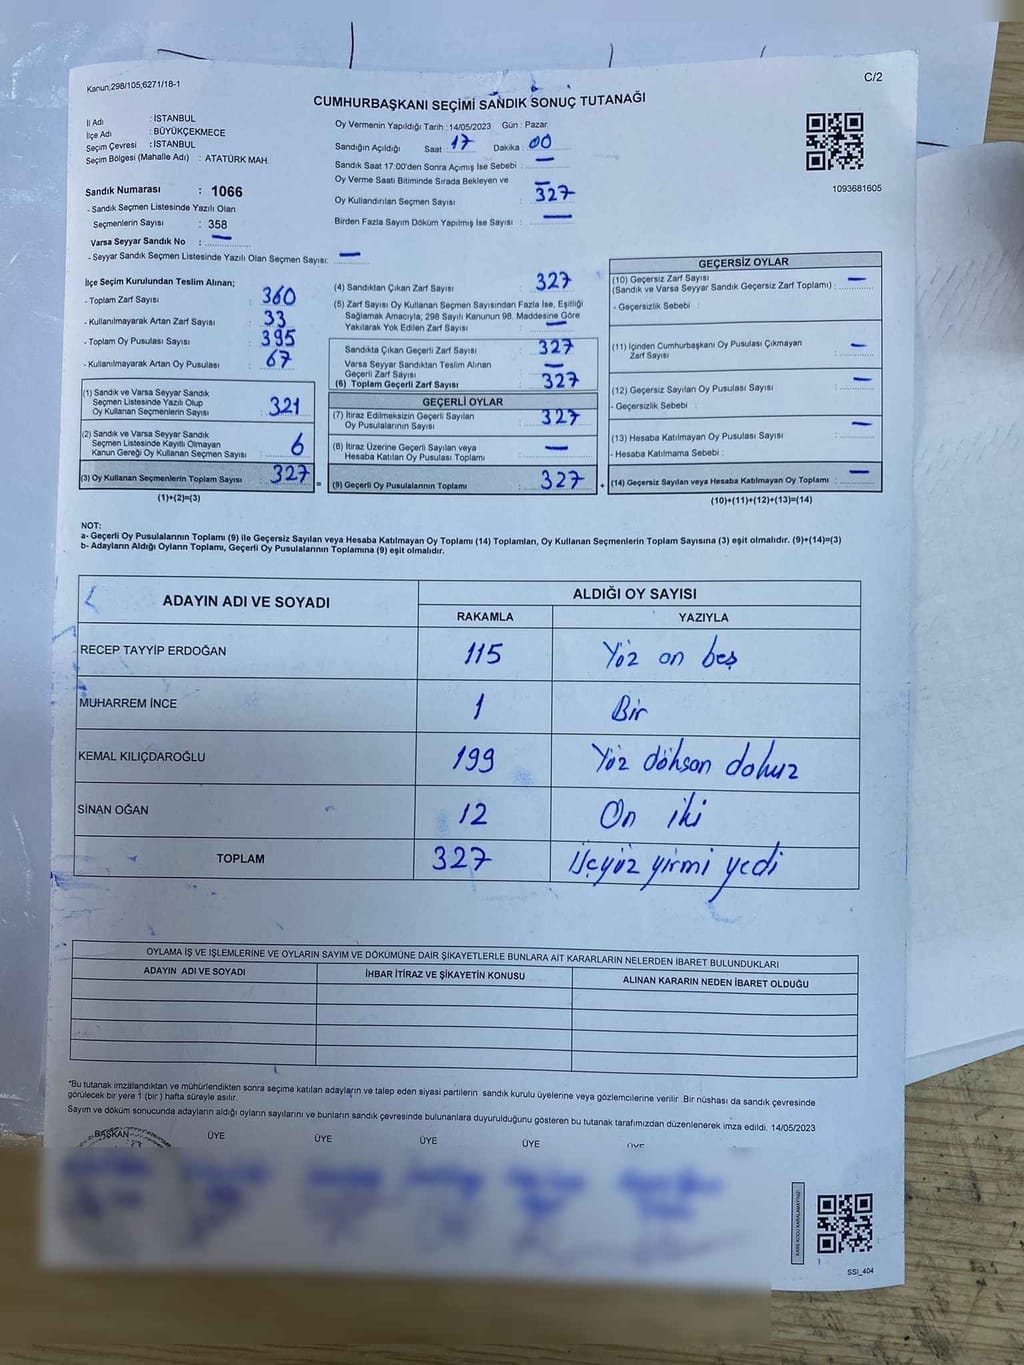 Kanun;298/105;6271/18-1
C/2
CUMHURBAŞKANI SEÇİMİ SANDIK SONUÇ TUTANAĞI
İl Adı : İSTANBUL
İlçe Adı : BÜYÜKÇEKMECE
Seçim Çevresi : İSTANBUL
Seçim Bölgesi (Mahalle Adı) : ATATÜRK MAH.
Sandık Numarası : 1066
- Sandık Seçmen Listesinde Yazılı Olan
Seçmenlerin Sayısı : 358
Varsa Seyyar Sandık No : —
- Seyyar Sandık Seçmen Listesinde Yazılı Olan Seçmen Sayısı: —
Oy Vermenin Yapıldığı Tarih : 14/05/2023 Gün : Pazar
Sandığın Açıldığı Saat : 17 Dakika : 00
Sandık Saat 17:00'den Sonra Açımış İse Sebebi : —
Oy Verme Saati Bitiminde Sırada Bekleyen ve —
Oy Kullandırılan Seçmen Sayısı : 327
Birden Fazla Sayım Döküm Yapılmış İse Sayısı : —
1093681605
İlçe Seçim Kurulundan Teslim Alınan;
- Toplam Zarf Sayısı : 360
- Kullanılmayarak Artan Zarf Sayısı : 33
- Toplam Oy Pusulası Sayısı : 395
- Kullanılmayarak Artan Oy Pusulası : 67
(1) Sandık ve Varsa Seyyar Sandık
Seçmen Listesinde Yazılı Olup
Oy Kullanan Seçmenlerin Sayısı : 321
(2) Sandık ve Varsa Seyyar Sandık
Seçmen Listesinde Kayıtlı Olmayan
Kanun Gereği Oy Kullanan Seçmen Sayısı : 6
(3) Oy Kullanan Seçmenlerin Toplam Sayısı : 327
(1)+(2)=(3)
=
(4) Sandıktan Çıkan Zarf Sayısı : 327
(5) Zarf Sayısı Oy Kullanan Seçmen Sayısından Fazla İse, Eşitliği
Sağlamak Amacıyla, 298 Sayılı Kanunun 98. Maddesine Göre
Yakılarak Yok Edilen Zarf Sayısı : —
Sandıkta Çıkan Geçerli Zarf Sayısı : 327
Varsa Seyyar Sandıktan Teslim Alınan
Geçerli Zarf Sayısı : —
(6) Toplam Geçerli Zarf Sayısı : 327
GEÇERLİ OYLAR
(7) İtiraz Edilmeksizin Geçerli Sayılan
Oy Pusulalarının Sayısı : 327
(8) İtiraz Üzerine Geçerli Sayılan veya
Hesaba Katılan Oy Pusulası Toplamı : —
(9) Geçerli Oy Pusulalarının Toplamı : 327
+
GEÇERSİZ OYLAR
(10) Geçersiz Zarf Sayısı
(Sandık ve Varsa Seyyar Sandık Geçersiz Zarf Toplamı) : —
- Geçersizlik Sebebi :
(11) İçinden Cumhurbaşkanı Oy Pusulası Çıkmayan
Zarf Sayısı : —
(12) Geçersiz Sayılan Oy Pusulası Sayısı : —
- Geçersizlik Sebebi :
(13) Hesaba Katılmayan Oy Pusulası Sayısı : —
- Hesaba Katılmama Sebebi :
(14) Geçersiz Sayılan veya Hesaba Katılmayan Oy Toplamı : —
(10)+(11)+(12)+(13)=(14)
NOT:
a- Geçerli Oy Pusulalarının Toplamı (9) ile Geçersiz Sayılan veya Hesaba Katılmayan Oy Toplamı (14) Toplamları, Oy Kullanan Seçmenlerin Toplam Sayısına (3) eşit olmalıdır. (9)+(14)=(3)
b- Adayların Aldığı Oyların Toplamı, Geçerli Oy Pusulalarının Toplamına (9) eşit olmalıdır.
ADAYIN ADI VE SOYADI ALDIĞI OY SAYISI
RAKAMLA YAZIYLA
RECEP TAYYİP ERDOĞAN 115 Yüz on beş
MUHARREM İNCE 1 Bir
KEMAL KILIÇDAROĞLU 199 Yüz döhsan dokuz
SİNAN OĞAN 12 On iki
TOPLAM 327 Üçyüz yirmi yedi
OYLAMA İŞ VE İŞLEMLERİNE VE OYLARIN SAYIM VE DÖKÜMÜNE DAİR ŞİKAYETLERLE BUNLARA AİT KARARLARIN NELERDEN İBARET BULUNDUKLARI
ADAYIN ADI VE SOYADI İHBAR İTİRAZ VE ŞİKAYETİN KONUSU ALINAN KARARIN NEDEN İBARET OLDUĞU
*Bu tutanak imzalandıktan ve mühürlendikten sonra seçime katılan adayların ve talep eden siyasi partilerin sandık kurulu üyelerine veya gözlemcilerine verilir. Bir nüshası da sandık çevresinde
görülecek bir yere 1 (bir) hafta süreyle asılır.
Sayım ve döküm sonucunda adayların aldığı oyların sayılarını ve bunların sandık çevresinde bulunanlara duyurulduğunu gösteren bu tutanak tarafımızdan düzenlenerek imza edildi. 14/05/2023
BAŞKAN ÜYE ÜYE ÜYE ÜYE ÜYE
SSI_404